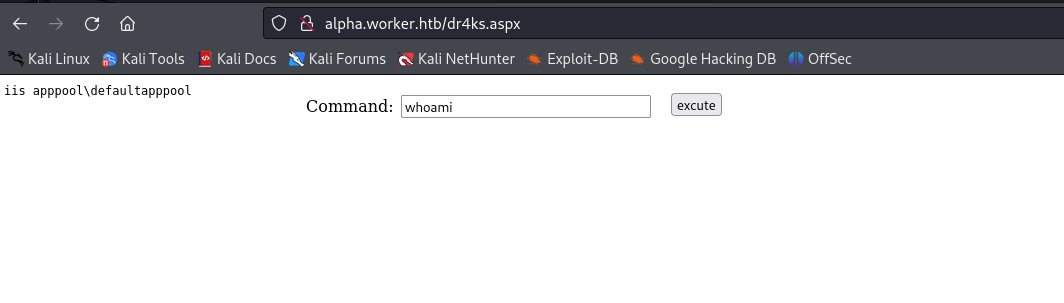 alpha.worker.htb/dr4ks.aspx
Kali Linux Kali Tools Kali Docs Kali Forums Kali NetHunter Exploit-DB Google Hacking DB OffSec
iis apppool\defaultapppool
Command: whoami excute